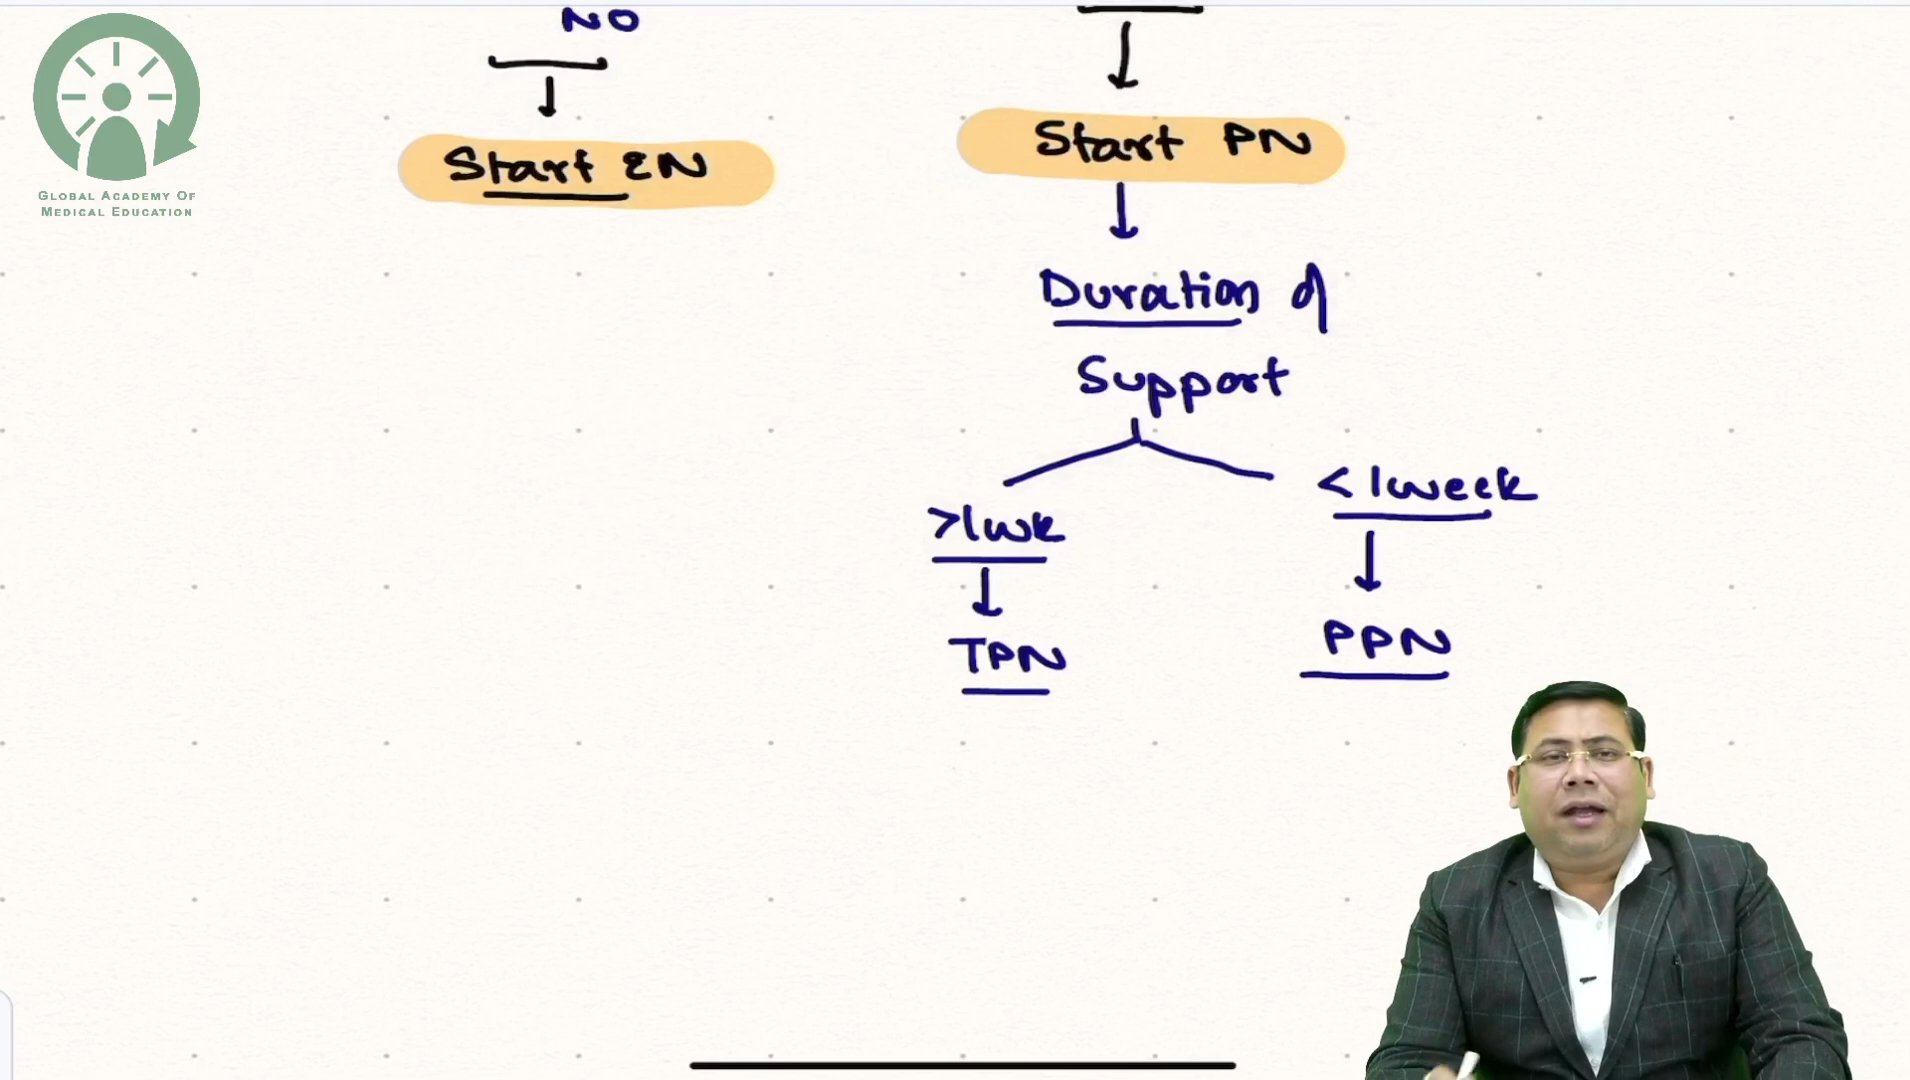 GLOBAL ACADEMY OF
MEDICAL EDUCATION
NO
Start EN
Start PN
Duration of
Support
>1wk
<1week
TPN
PPN